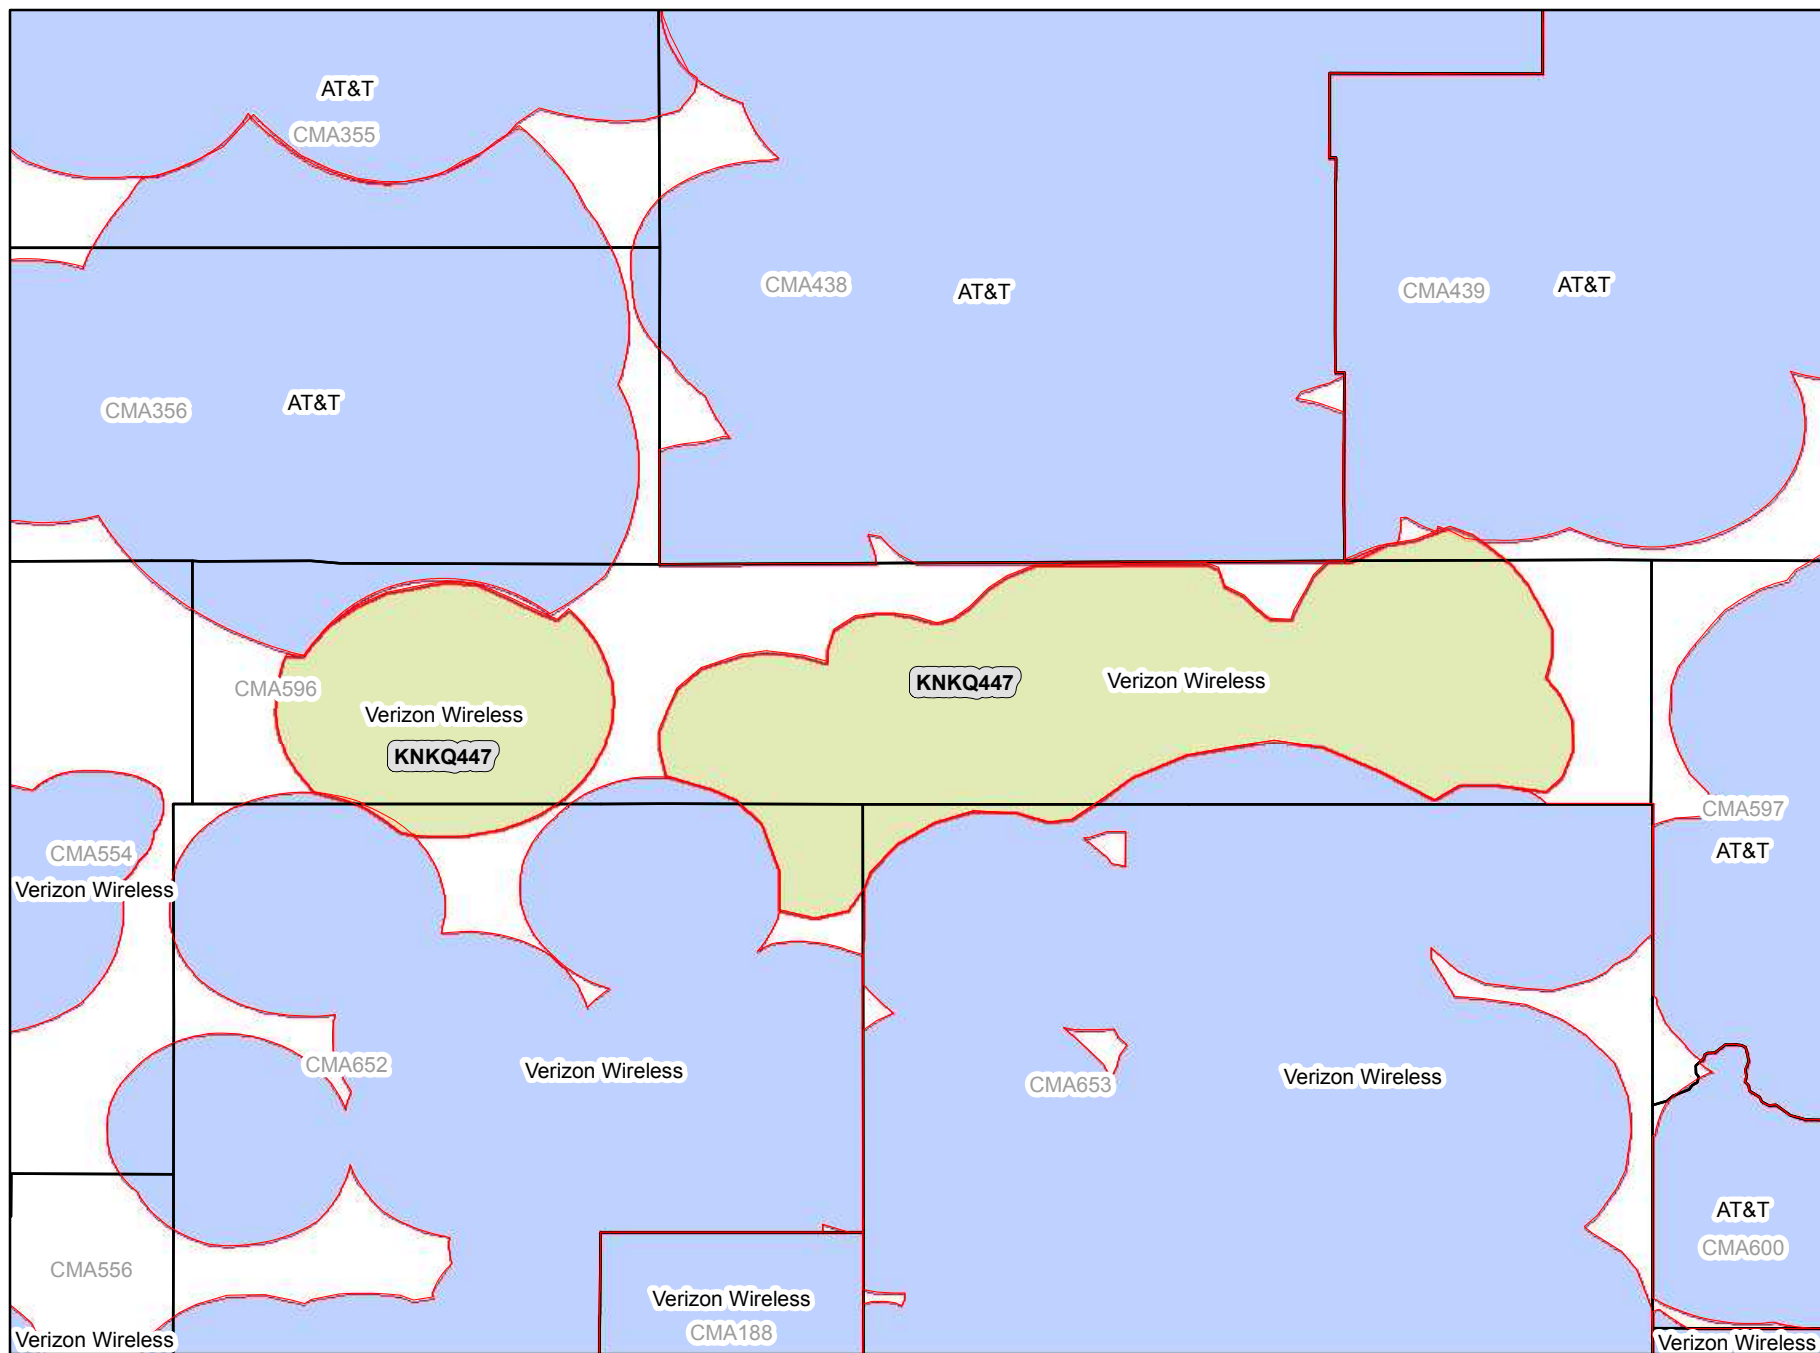 AT&T
CMA355
CMA438
AT&T
CMA439
AT&T
CMA356
AT&T
CMA596
Verizon Wireless
KNKQ447
KNKQ447
Verizon Wireless
CMA597
AT&T
CMA554
Verizon Wireless
CMA652
Verizon Wireless
CMA653
Verizon Wireless
AT&T
CMA600
CMA556
Verizon Wireless
Verizon Wireless
CMA188
Verizon Wireless